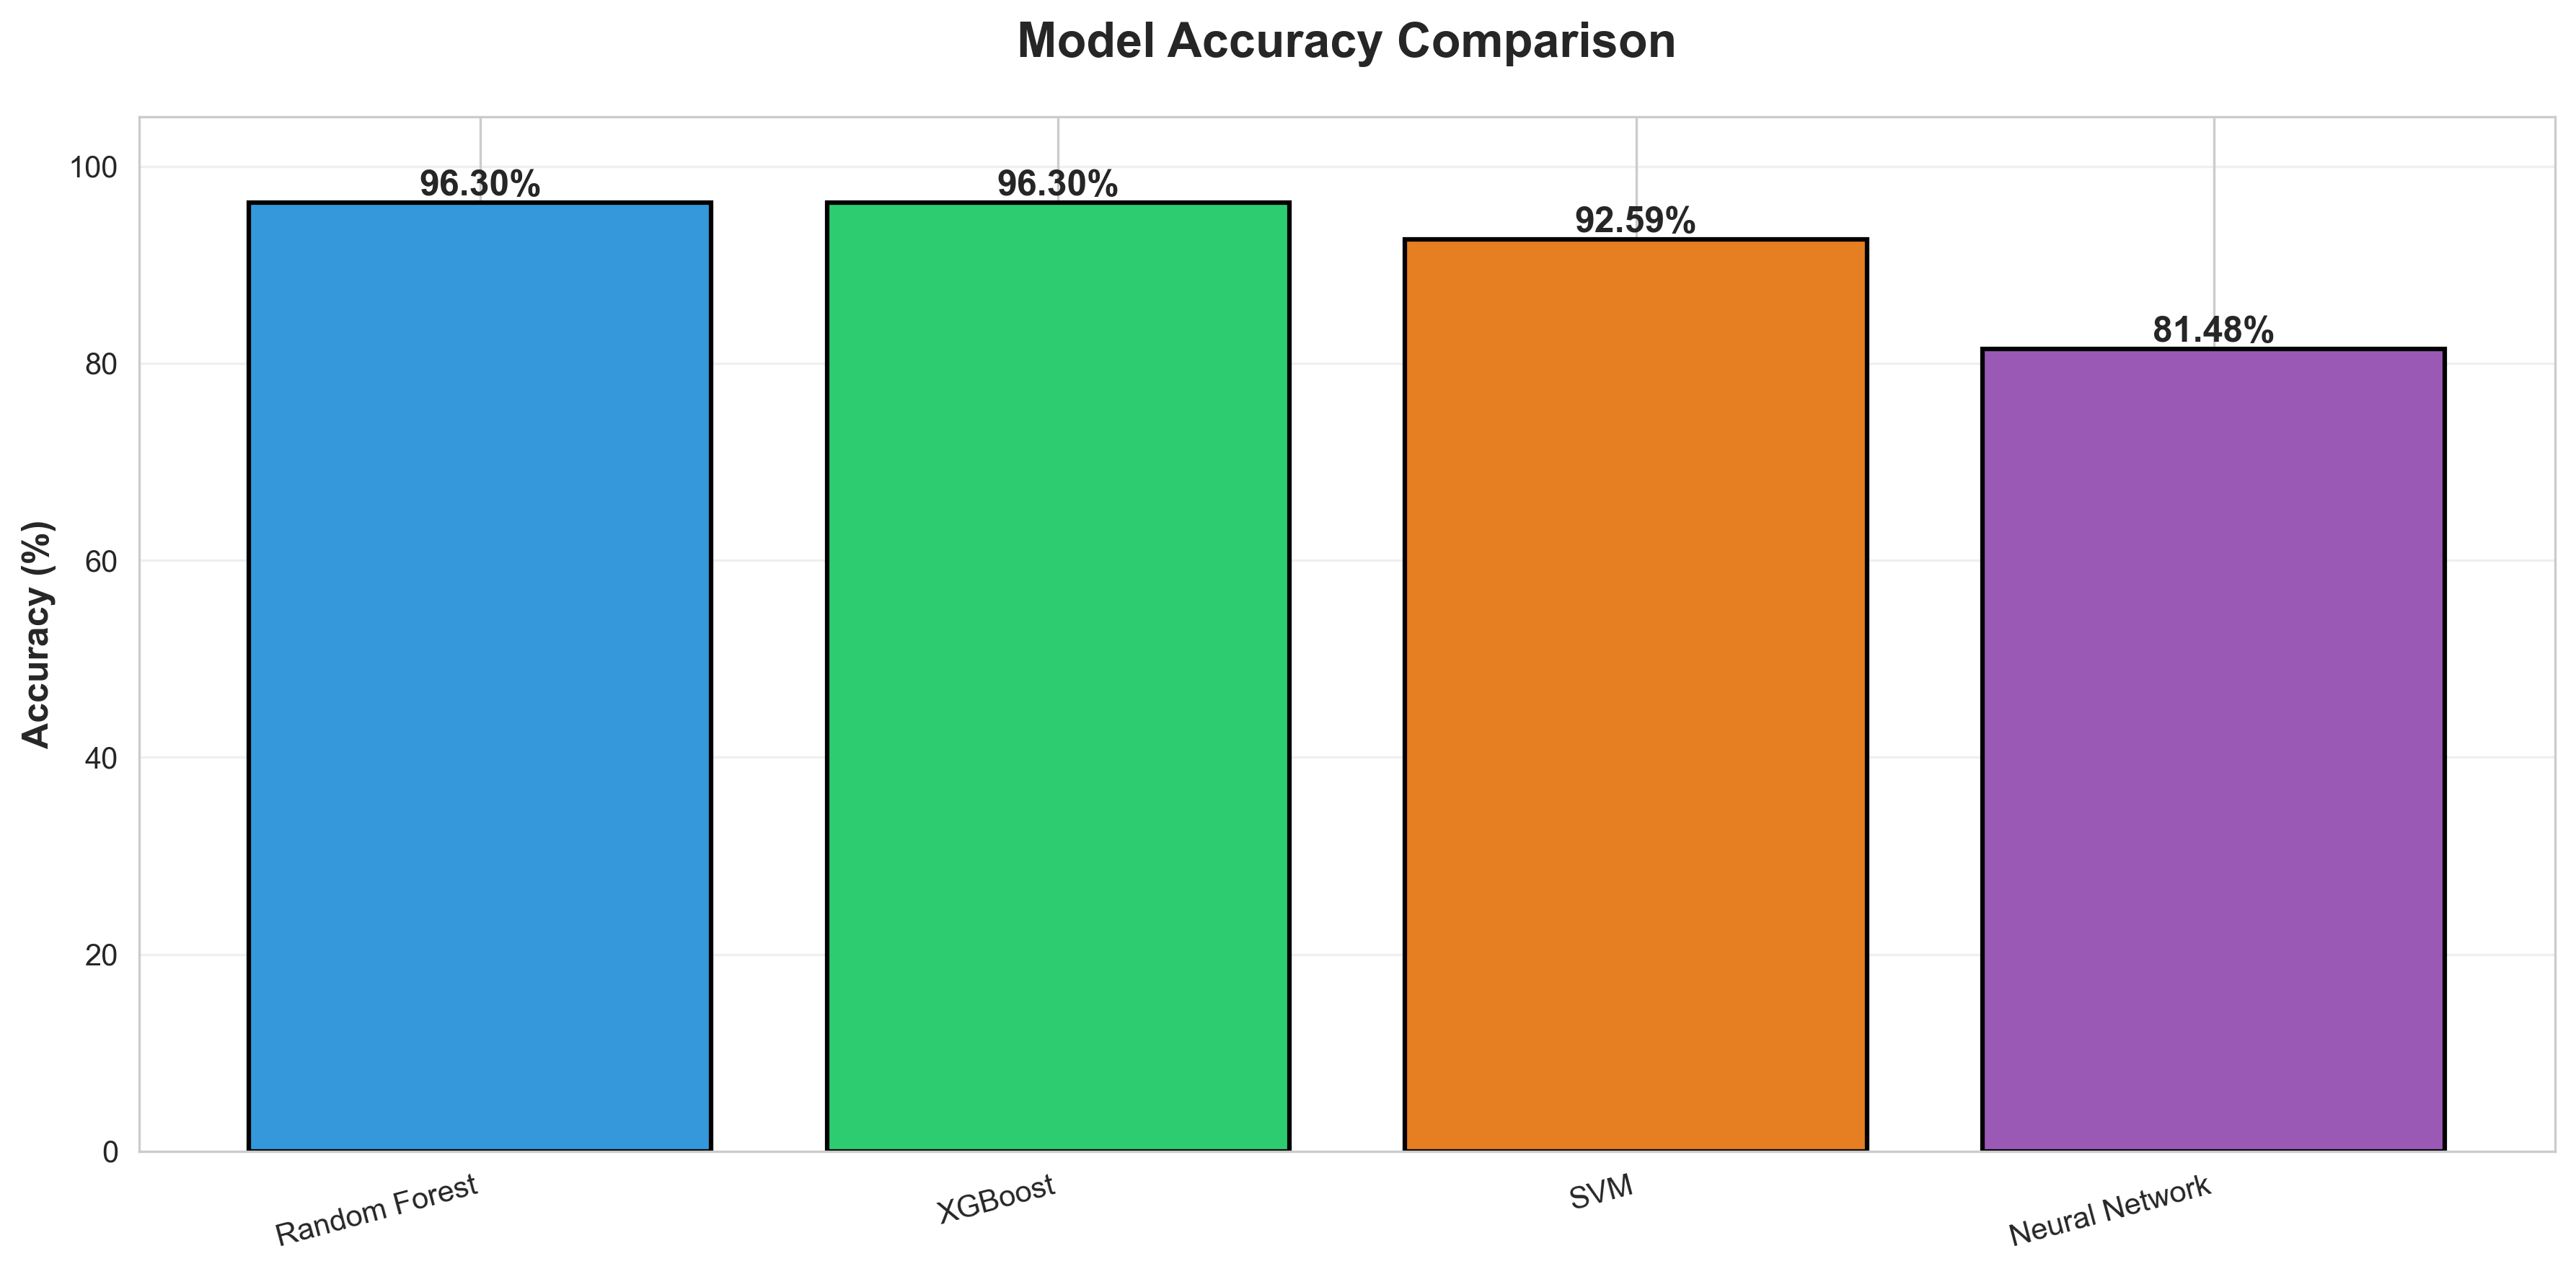 Model Accuracy Comparison
Accuracy (%)
100
80
60
40
20
0
96.30%
96.30%
92.59%
81.48%
Random Forest
XGBoost
SVM
Neural Network